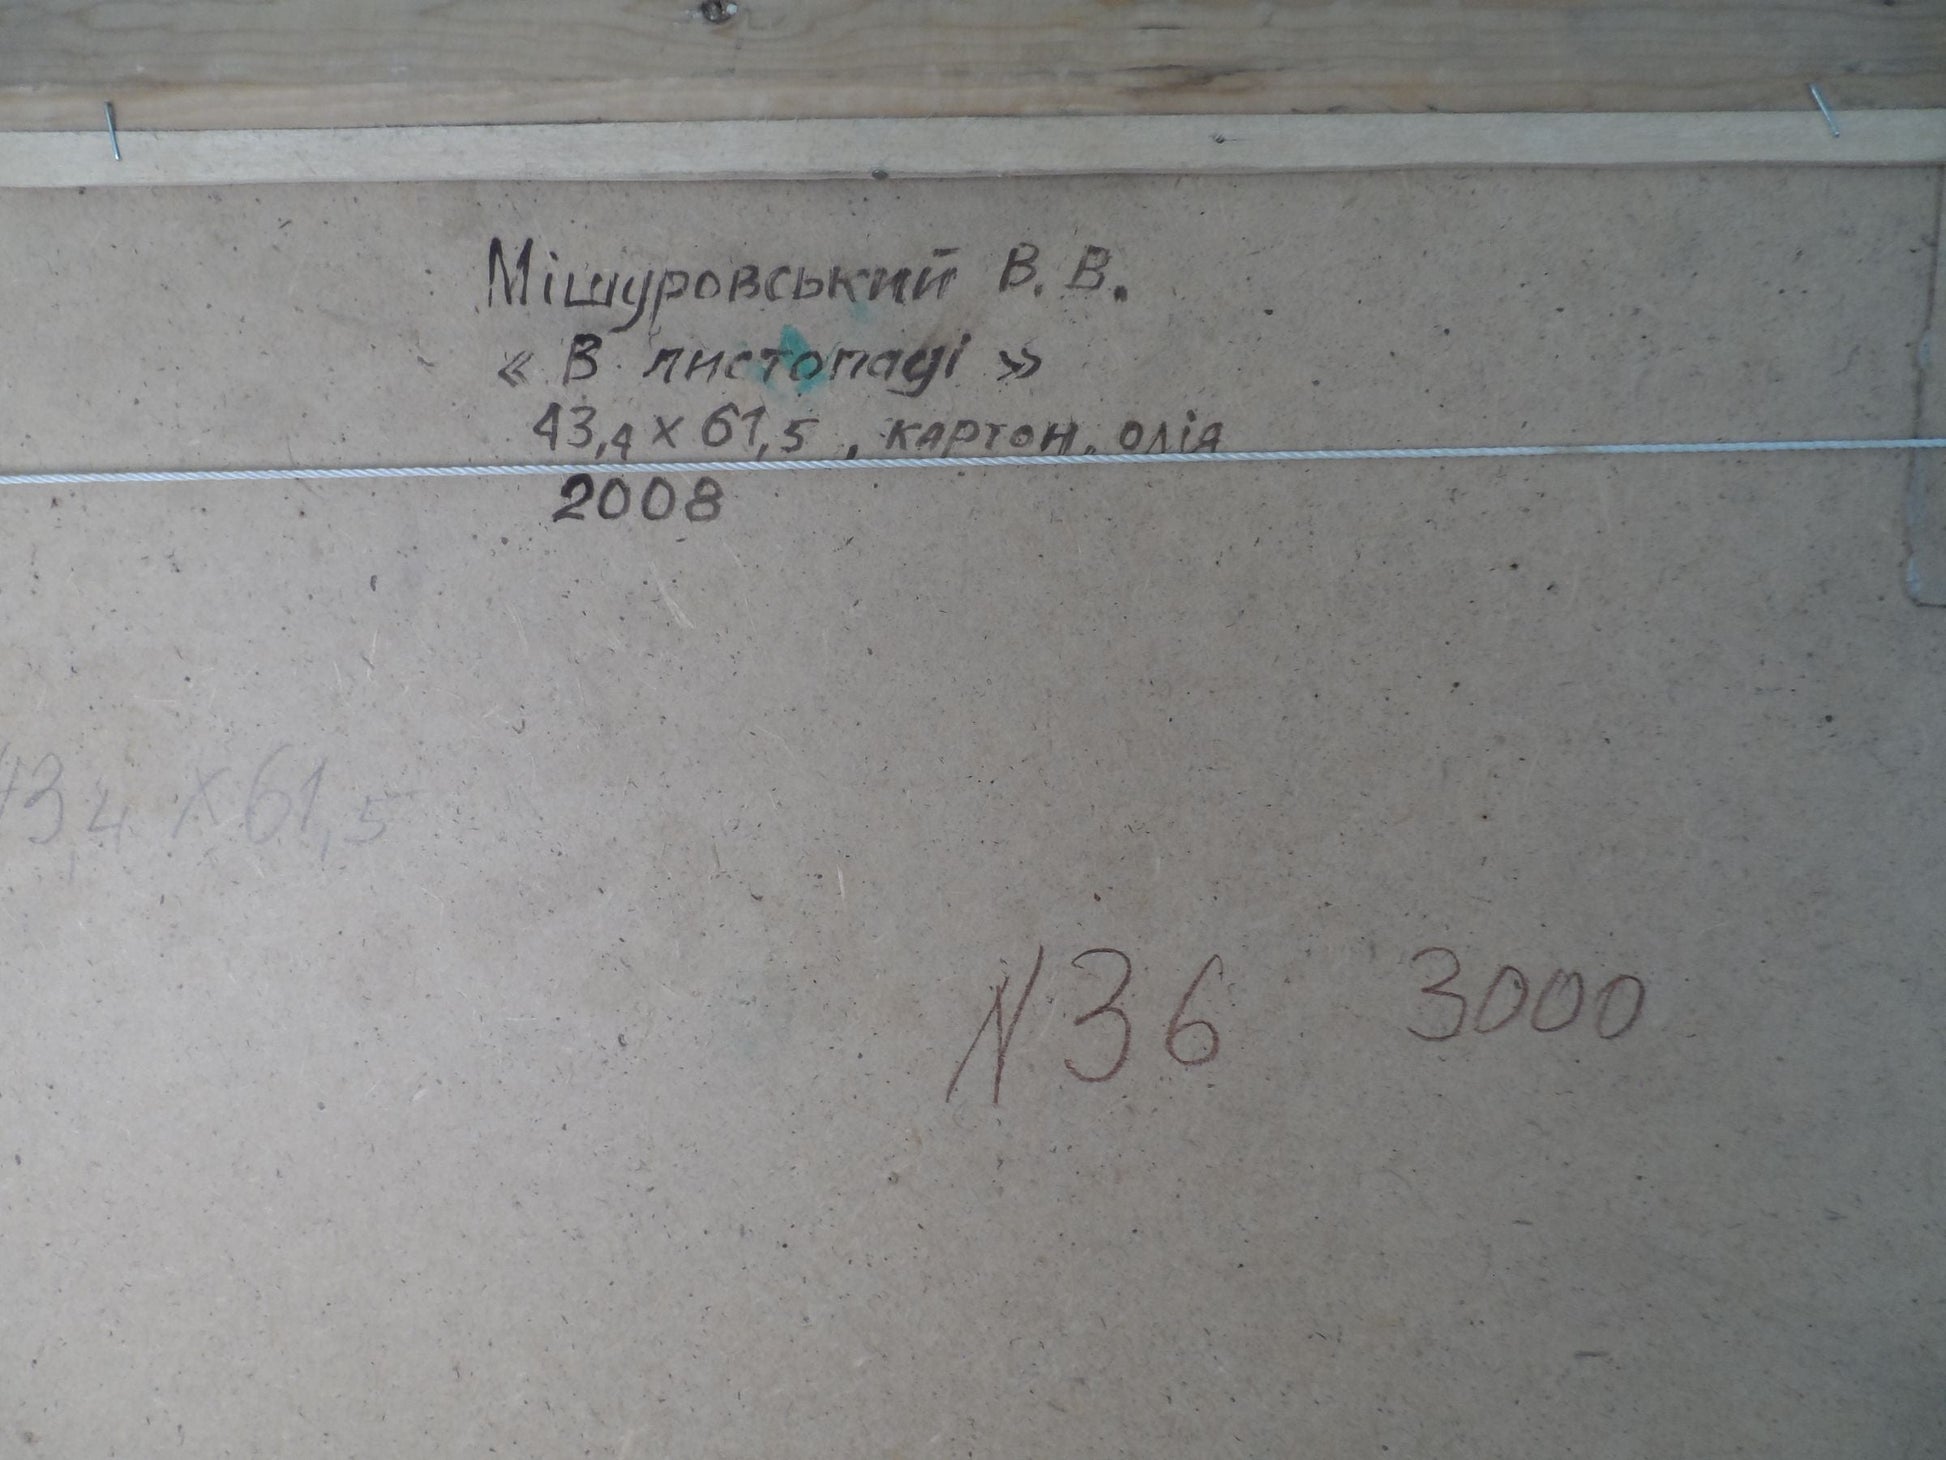 Мішуровський В. В.
« В листопаді »
43,4 х 61,5, картон, олія
2008
43,4 х 61,5
N 36 3000